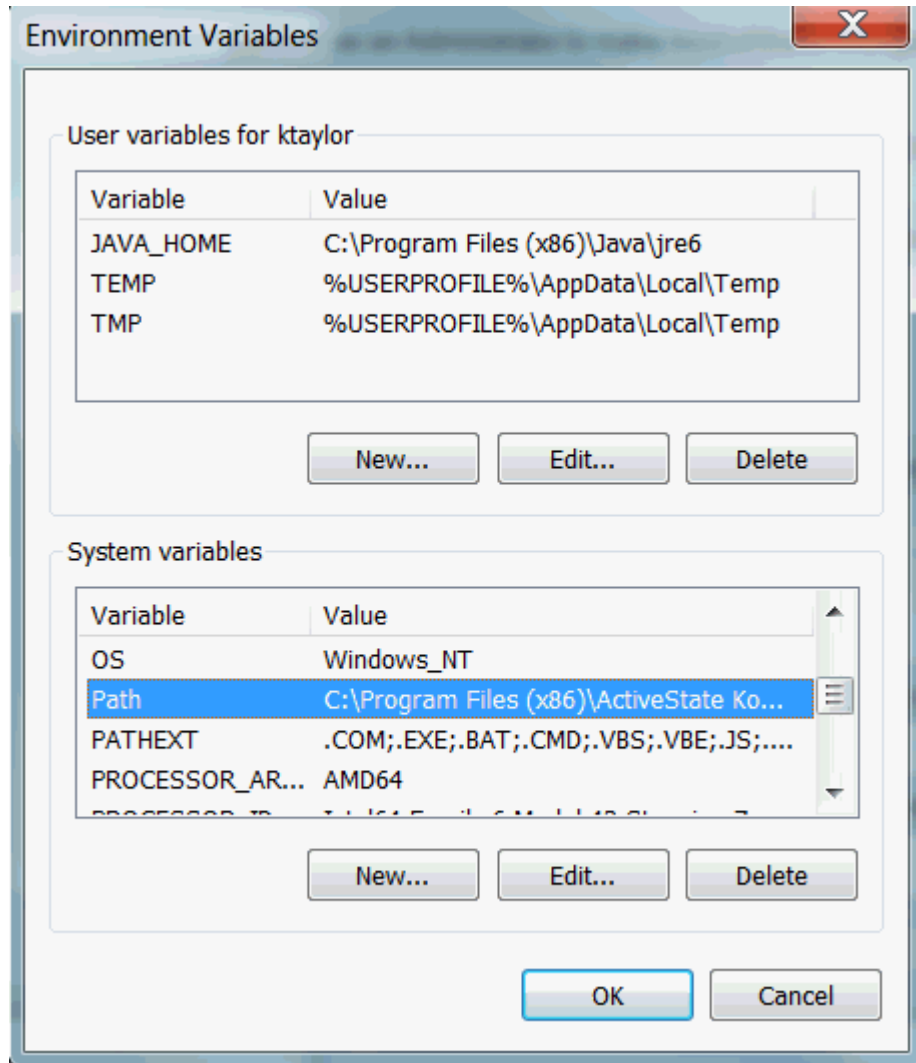 Environment Variables
User variables for ktaylor
Variable Value
JAVA_HOME C:\Program Files (x86)\Java\jre6
TEMP %USERPROFILE%\AppData\Local\Temp
TMP %USERPROFILE%\AppData\Local\Temp
New... Edit... Delete
System variables
Variable Value
OS Windows_NT
Path C:\Program Files (x86)\ActiveState Ko...
PATHEXT .COM;.EXE;.BAT;.CMD;.VBS;.VBE;.JS;....
PROCESSOR_AR... AMD64
New... Edit... Delete
OK Cancel